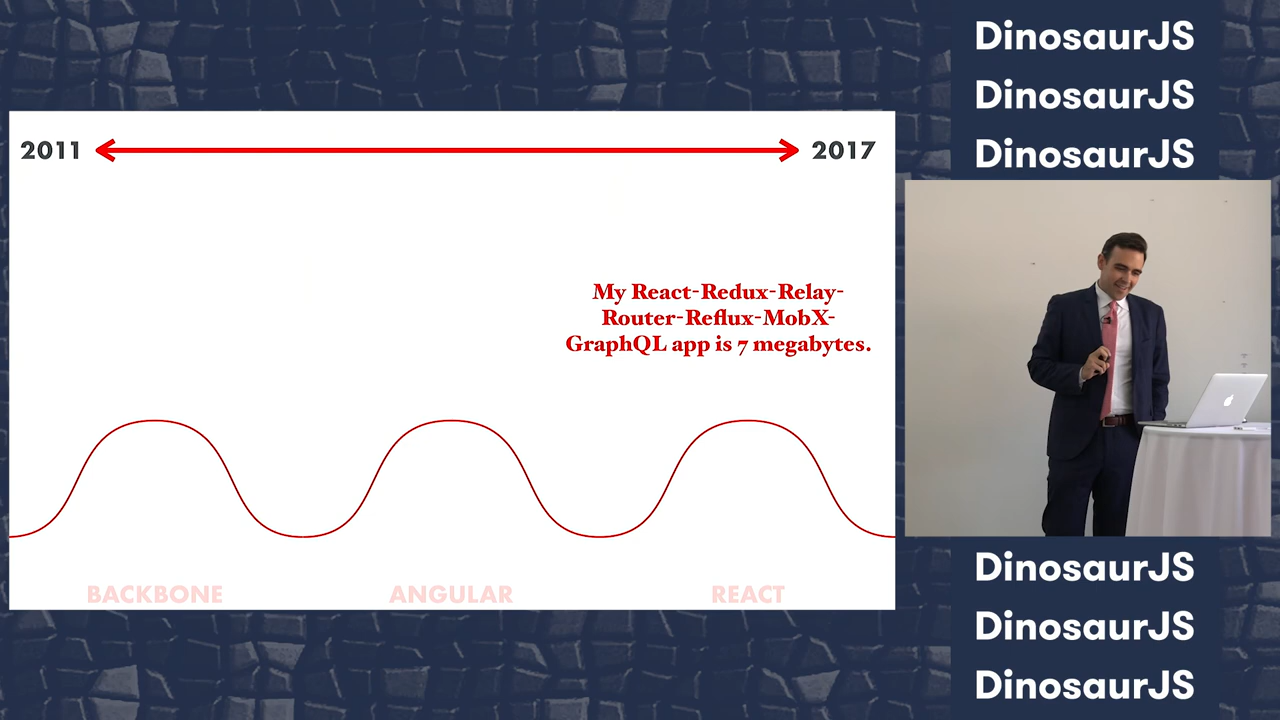 DinosaurJS
DinosaurJS
DinosaurJS
2011
2017
My React-Redux-Relay-
Router-Reflux-MobX-
GraphQL app is 7 megabytes.
BACKBONE
ANGULAR
REACT
DinosaurJS
DinosaurJS
DinosaurJS